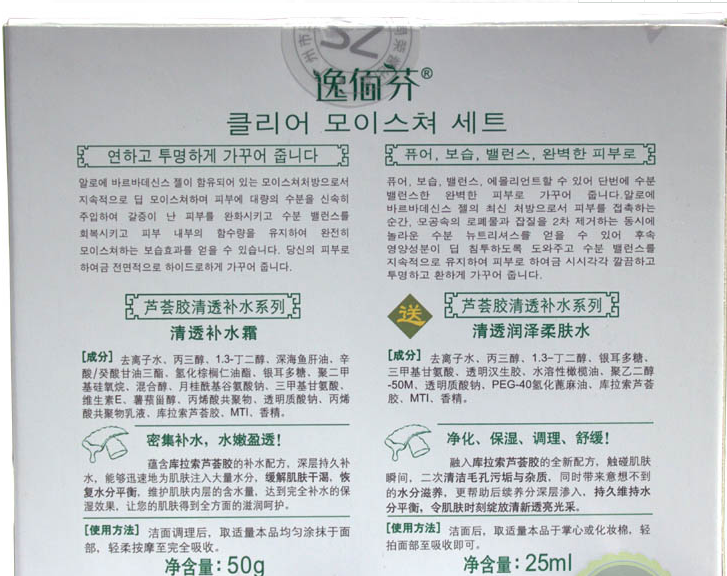 逸価芬®
클리어 모이스쳐 세트
연하고 투명하게 가꾸어 줍니다
알로에 바르바데신스 젤이 함유되어 있는 모이스쳐처방으로서
지속적으로 딥 모이스쳐하며 피부에 대량의 수분을 신속히
주입하여 갈증이 난 피부를 완화시키고 수분 밸런스를
회복시키고 피부 내부의 함수량을 유지하여 완전히
모이스쳐하는 보습효과를 얻을 수 있습니다. 당신의 피부로
하여금 전면적으로 하이드로하게 가꾸어 줍니다.
芦荟胶清透补水系列
清透补水霜
[成分] 去离子水、丙三醇、1.3-丁二醇、深海鱼肝油、辛
酸/癸酸甘油三酯、氢化棕榈仁油酯、银耳多糖、聚二甲
基硅氧烷、混合醇、月桂酰基谷氨酸钠、三甲基甘氨酸、
维生素E、薯蓣甾醇、丙烯酸共聚物、透明质酸钠、丙烯
酸共聚物乳液、库拉索芦荟胶、MTI、香精。
密集补水，水嫩盈透！
蕴含库拉索芦荟胶的补水配方，深层持久补
水，能够迅速地为肌肤注入大量水分，缓解肌肤干渴，恢
复水分平衡，维护肌肤内层的含水量，达到完全补水的保
湿效果，让您的肌肤得到全方面的滋润呵护。
[使用方法] 洁面调理后，取适量本品均匀涂抹于面
部，轻柔按摩至完全吸收。
净含量：50g
퓨어, 보습, 밸런스, 완벽한 피부로
퓨어, 보습, 밸런스, 에몰리언트할 수 있어 단번에 수분
밸런스한 완벽한 피부로 가꾸어 줍니다.알로에
바르바데신스 젤의 최신 처방으로서 피부를 접촉하는
순간, 모공속의 로폐물과 잡질을 2차 제거하는 동시에
놀라운 수분 뉴트리셔스를 얻을 수 있어 후속
영양성분이 딥 침투하도록 도와주고 수분 밸런스를
지속적으로 유지하여 피부로 하여금 시시각각 깔끔하고
투명하고 환하게 가꾸어 줍니다.
送
芦荟胶清透补水系列
清透润泽柔肤水
[成分] 去离子水、丙三醇、1.3–丁二醇、银耳多糖、
三甲基甘氨酸、透明汉生胶、水溶性橄榄油、聚乙二醇
-50M、透明质酸钠、PEG-40氢化蓖麻油、库拉索芦荟
胶、MTI、香精。
净化、保湿、调理、舒缓！
融入库拉索芦荟胶的全新配方，触碰肌肤
瞬间，二次清洁毛孔污垢与杂质，同时带来意想不到
的水分滋养，更帮助后续养分深层渗入，持久维持水
分平衡，令肌肤时刻绽放清新透亮光采。
[使用方法] 洁面后，取适量本品于掌心或化妆棉，轻
拍面部至吸收即可。
净含量：25ml